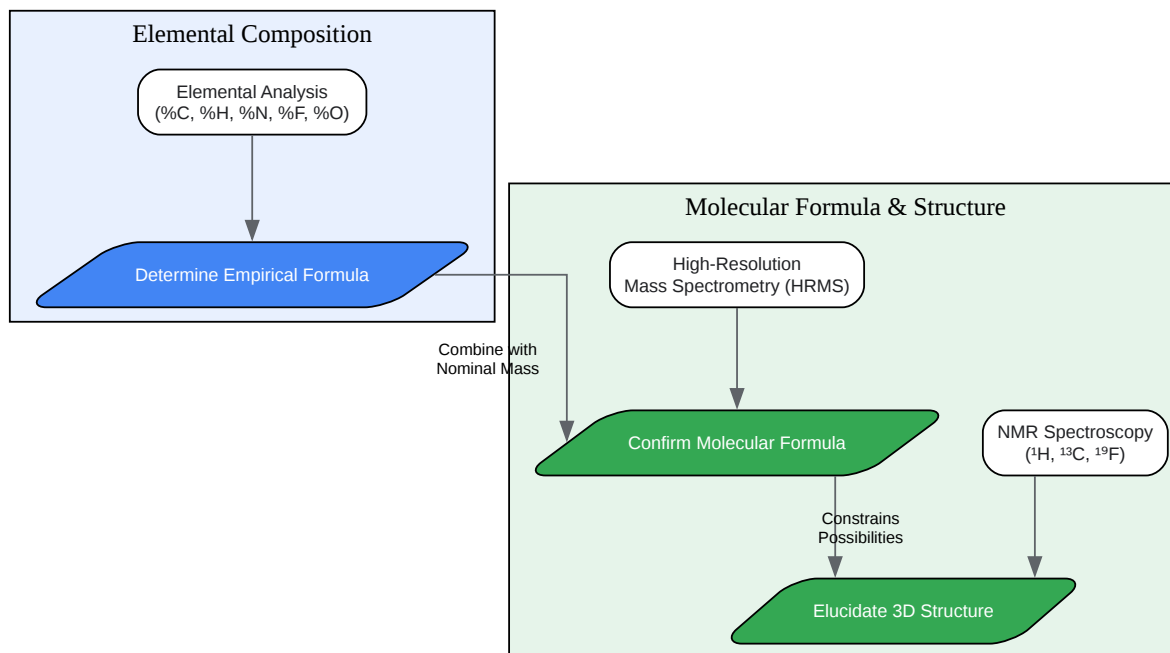 Elemental Composition
Elemental Analysis
(%C, %H, %N, %F, %O)
Determine Empirical Formula
Combine with
Nominal Mass
Molecular Formula & Structure
High-Resolution
Mass Spectrometry (HRMS)
Confirm Molecular Formula
NMR Spectroscopy
(¹H, ¹³C, ¹⁹F)
Constrains
Possibilities
Elucidate 3D Structure